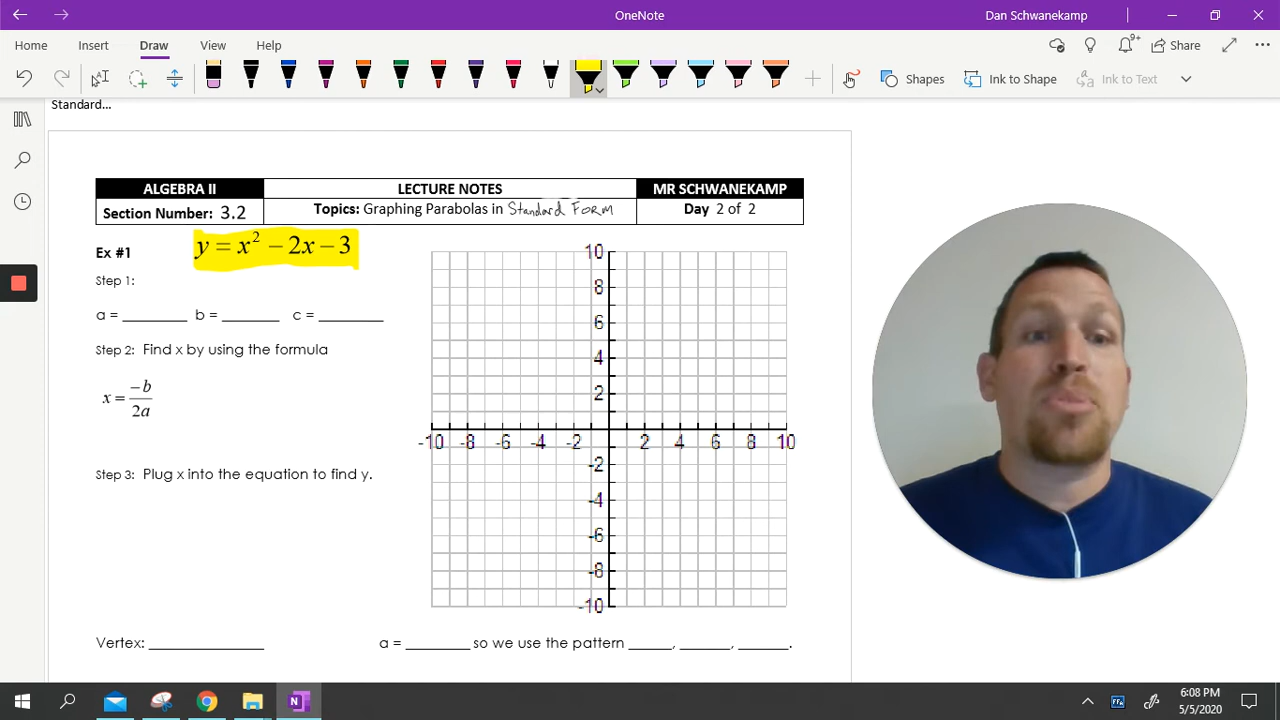 OneNote
Dan Schwanekamp
Home Insert Draw View Help
9+ Share
Shapes Ink to Shape Ink to Text
Standard...
ALGEBRA II LECTURE NOTES MR SCHWANEKAMP
Section Number: 3.2 Topics: Graphing Parabolas in Standard Form Day 2 of 2
Ex #1 y = x² − 2x − 3
Step 1:
a = ________ b = _______ c = ________
Step 2: Find x by using the formula
x = −b/2a
Step 3: Plug x into the equation to find y.
10
8
6
4
2
-10 -8 -6 -4 -2 2 4 6 8 10
-2
-4
-6
-8
-10
Vertex: ______________ a = ________ so we use the pattern _____, ______, ______.
6:08 PM
5/5/2020